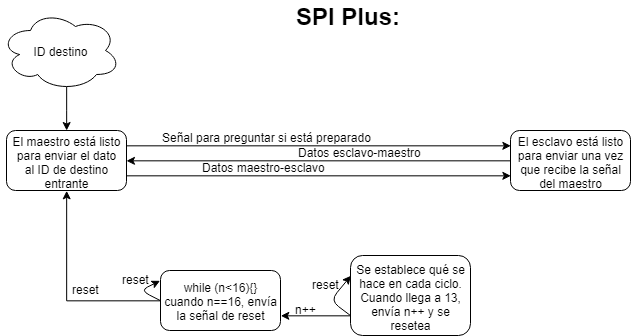 SPI Plus:
ID destino
El maestro está listo
para enviar el dato
al ID de destino
entrante
Señal para preguntar si está preparado
Datos esclavo-maestro
Datos maestro-esclavo
El esclavo está listo
para enviar una vez
que recibe la señal
del maestro
reset
reset
while (n<16){}
cuando n==16, envía
la señal de reset
n++
reset
Se establece qué se
hace en cada ciclo.
Cuando llega a 13,
envía n++ y se
resetea